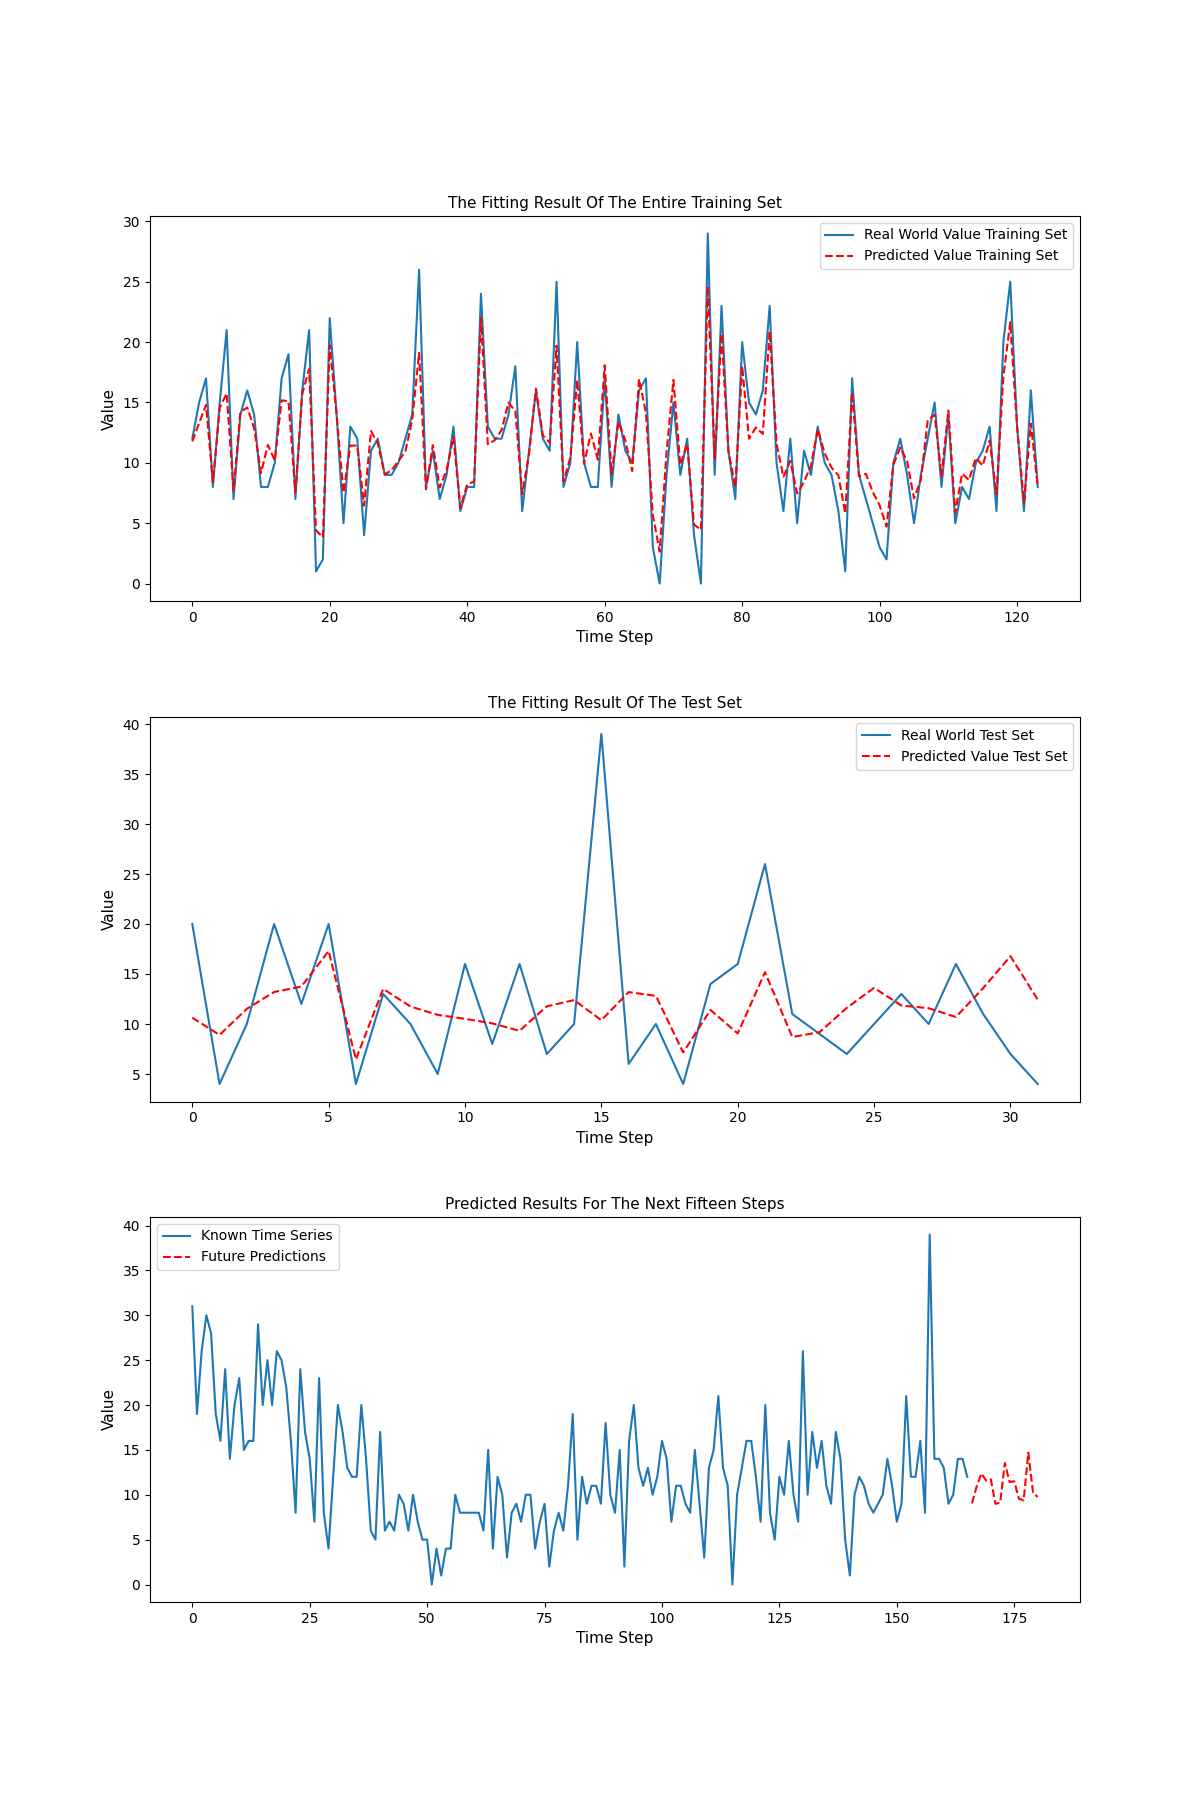 The Fitting Result Of The Entire Training Set
30
25
20
15
10
5
0
Value
Real World Value Training Set
Predicted Value Training Set
0 20 40 60 80 100 120
Time Step
The Fitting Result Of The Test Set
40
35
30
25
20
15
10
5
Value
Real World Test Set
Predicted Value Test Set
0 5 10 15 20 25 30
Time Step
Predicted Results For The Next Fifteen Steps
40
35
30
25
20
15
10
5
0
Value
Known Time Series
Future Predictions
0 25 50 75 100 125 150 175
Time Step